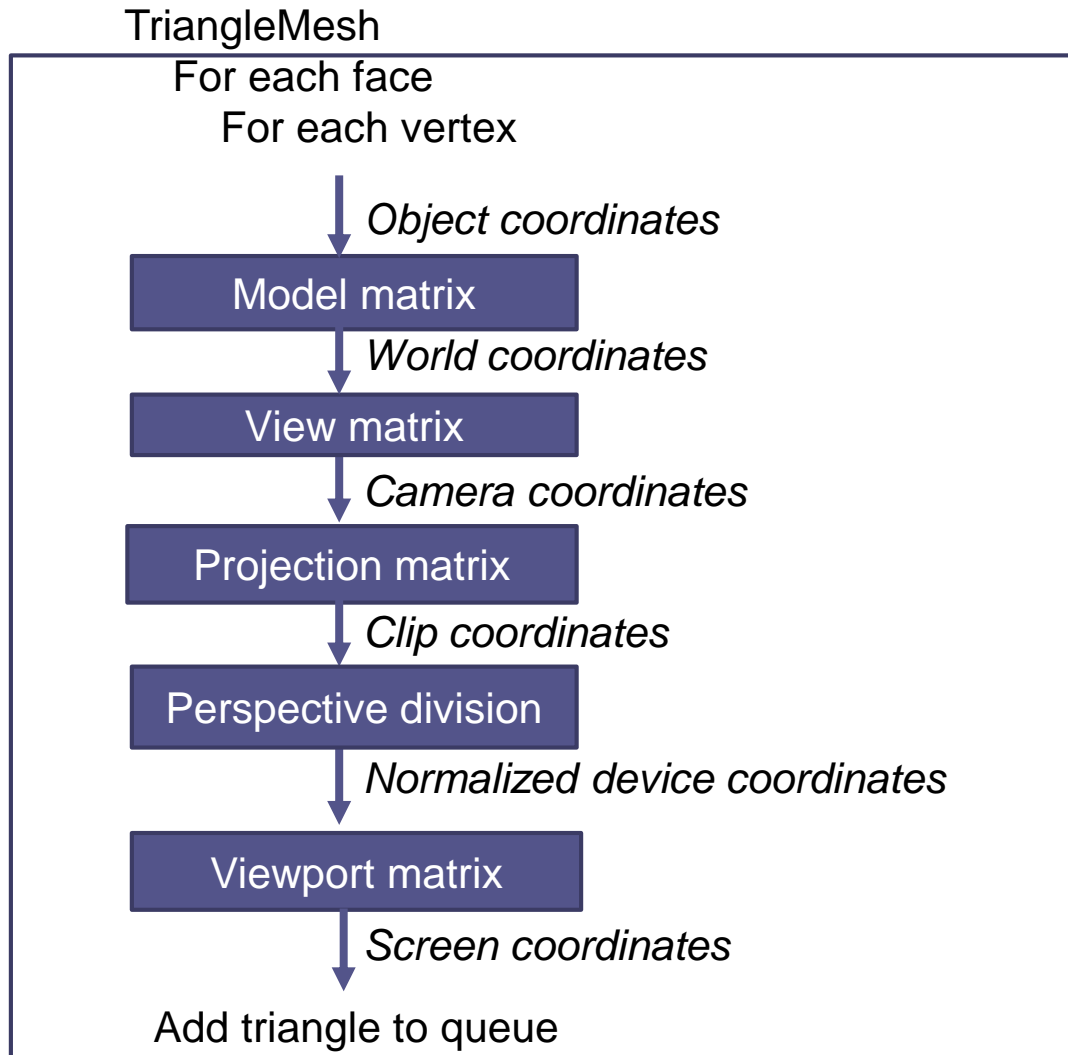 TriangleMesh
For each face
For each vertex
Object coordinates
Model matrix
World coordinates
View matrix
Camera coordinates
Projection matrix
Clip coordinates
Perspective division
Normalized device coordinates
Viewport matrix
Screen coordinates
Add triangle to queue